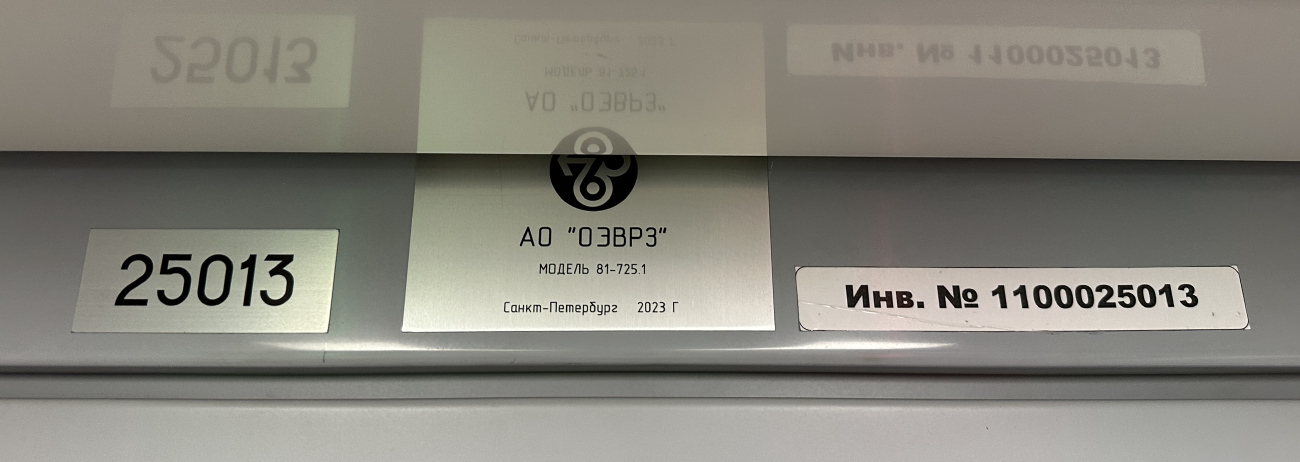 25013
АО "ОЭВРЗ"
МОДЕЛЬ 81-725.1
Санкт-Петербург 2023 Г
Инв. № 1100025013